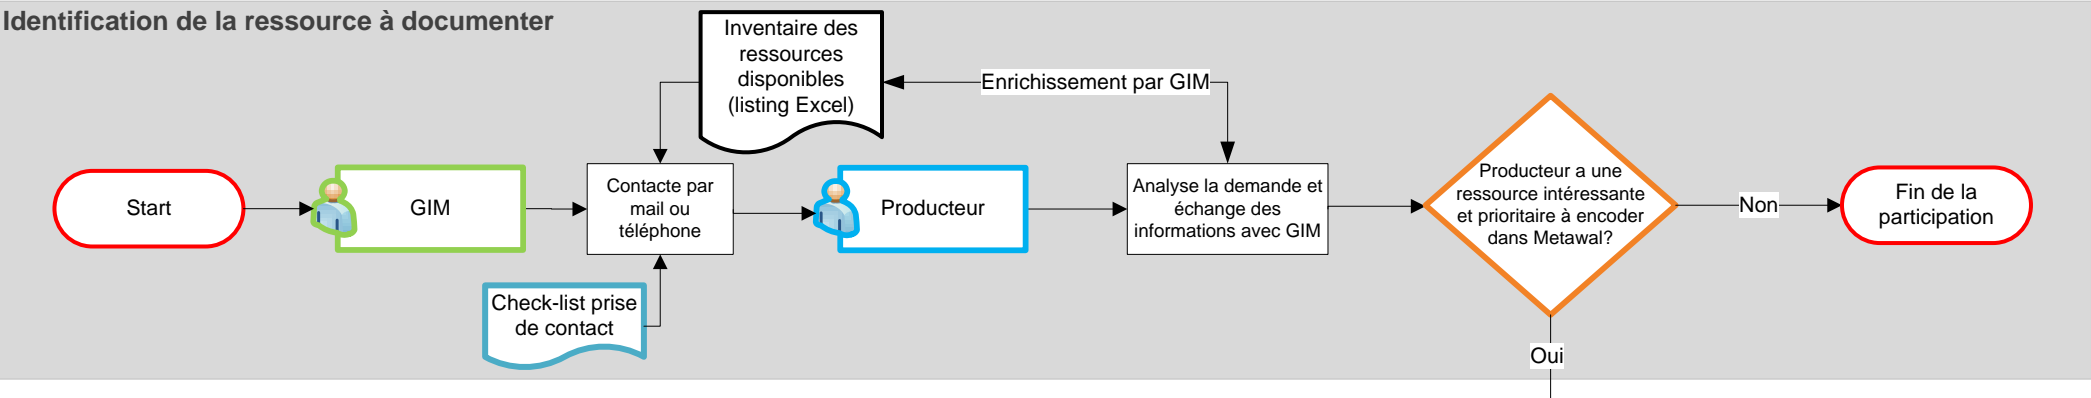 Identification de la ressource à documenter
Inventaire des
ressources
disponibles
(listing Excel)
Enrichissement par GIM
Start
GIM
Contacte par
mail ou
téléphone
Producteur
Analyse la demande et
échange des
informations avec GIM
Producteur a une
ressource intéressante
et prioritaire à encoder
dans Metawal?
Non
Fin de la
participation
Check-list prise
de contact
Oui